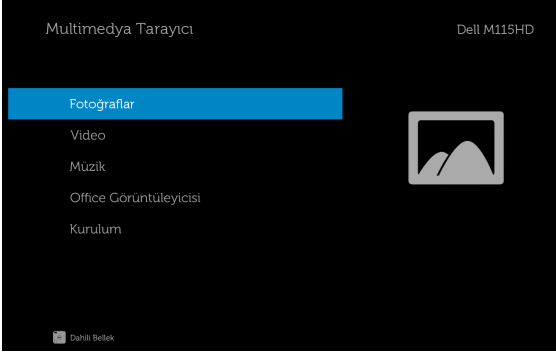 Multimedya Tarayıcı
Dell M115HD
Fotoğraflar
Video
Müzik
Office Görüntüleyicisi
Kurulum
Dahili Bellek